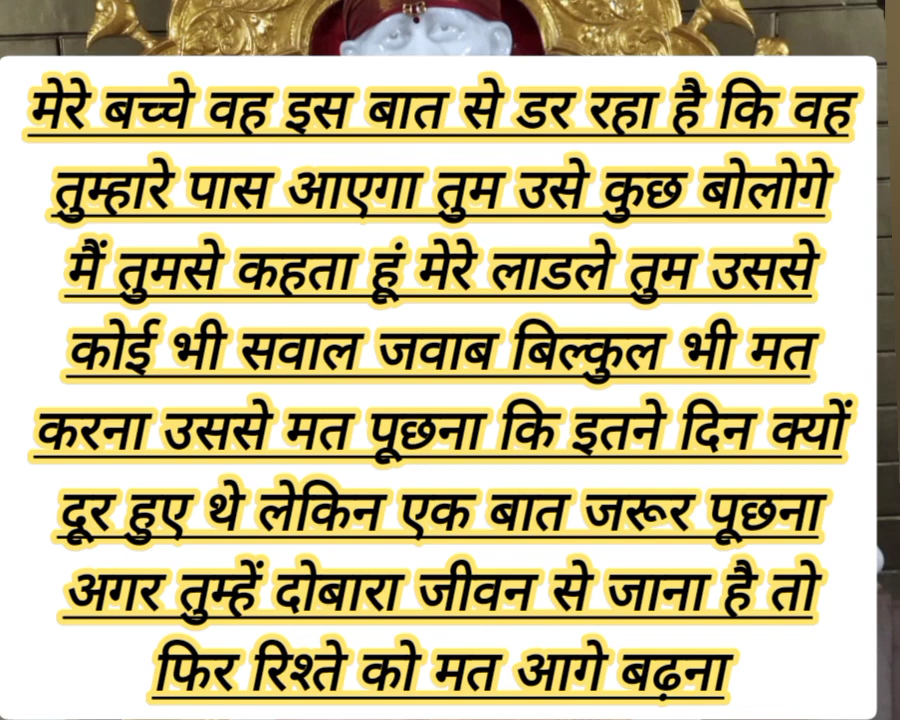 मेरे बच्चे वह इस बात से डर रहा है कि वह
तुम्हारे पास आएगा तुम उसे कुछ बोलोगे
मैं तुमसे कहता हूं मेरे लाडले तुम उससे
कोई भी सवाल जवाब बिल्कुल भी मत
करना उससे मत पूछना कि इतने दिन क्यों
दूर हुए थे लेकिन एक बात जरूर पूछना
अगर तुम्हें दोबारा जीवन से जाना है तो
फिर रिश्ते को मत आगे बढ़ना